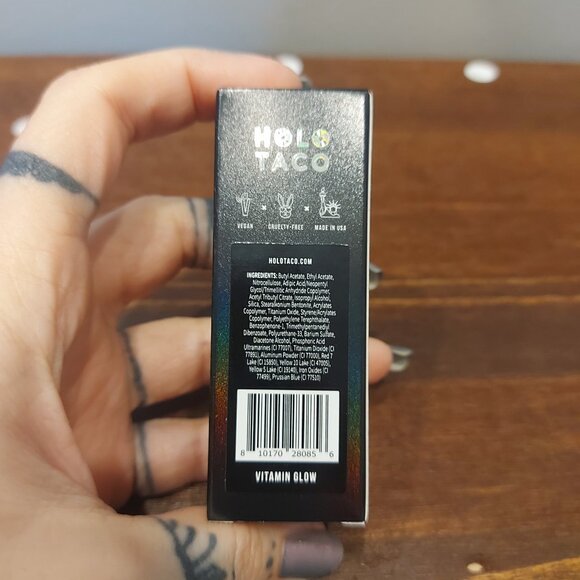 HOLO
TACO
VEGAN CRUELTY-FREE MADE IN USA
HOLOTACO.COM
INGREDIENTS: Butyl Acetate, Ethyl Acetate,
Nitrocellulose, Adipic Acid/Neopentyl
Glycol/Trimellitic Anhydride Copolymer,
Acetyl Tributyl Citrate, Isopropyl Alcohol,
Silica, Stearalkonium Bentonite, Acrylates
Copolymer, Titanium Oxide, Styrene/Acrylates
Copolymer, Polyethylene Terephthalate,
Benzophenone-1, Trimethylpentanediyl
Dibenzoate, Polyurethane-33, Barium Sulfate,
Diacetone Alcohol, Phosphoric Acid
Ultramarines (CI 77007), Titanium Dioxide (CI
77891), Aluminum Powder (CI 77000), Red 7
Lake (CI 15850), Yellow 10 Lake (CI 47005),
Yellow 5 Lake (CI 19140), Iron Oxides (CI
77499), Prussian Blue (CI 77510)
8 10170 28085 6
VITAMIN GLOW